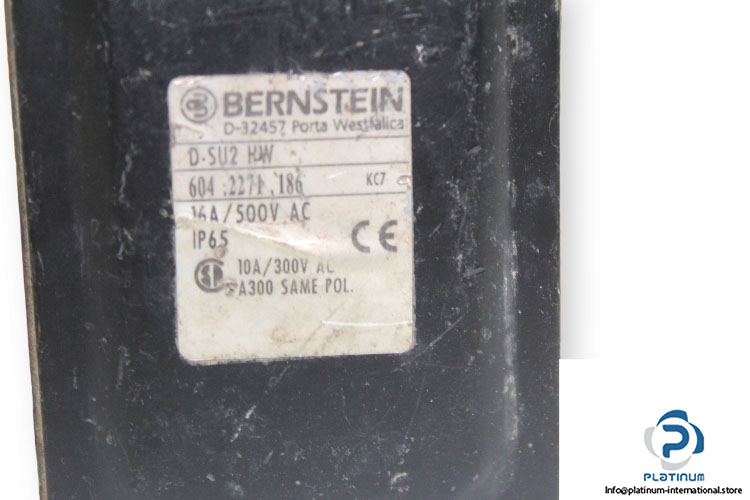 BERNSTEIN
D-32457 Porta Westfalica
D-SU2 HW
604.2271.186 KC7
16A/500V AC
IP65 CE
10A/300V AC
A300 SAME POL.
PLATINUM
Info@platinum-international.store